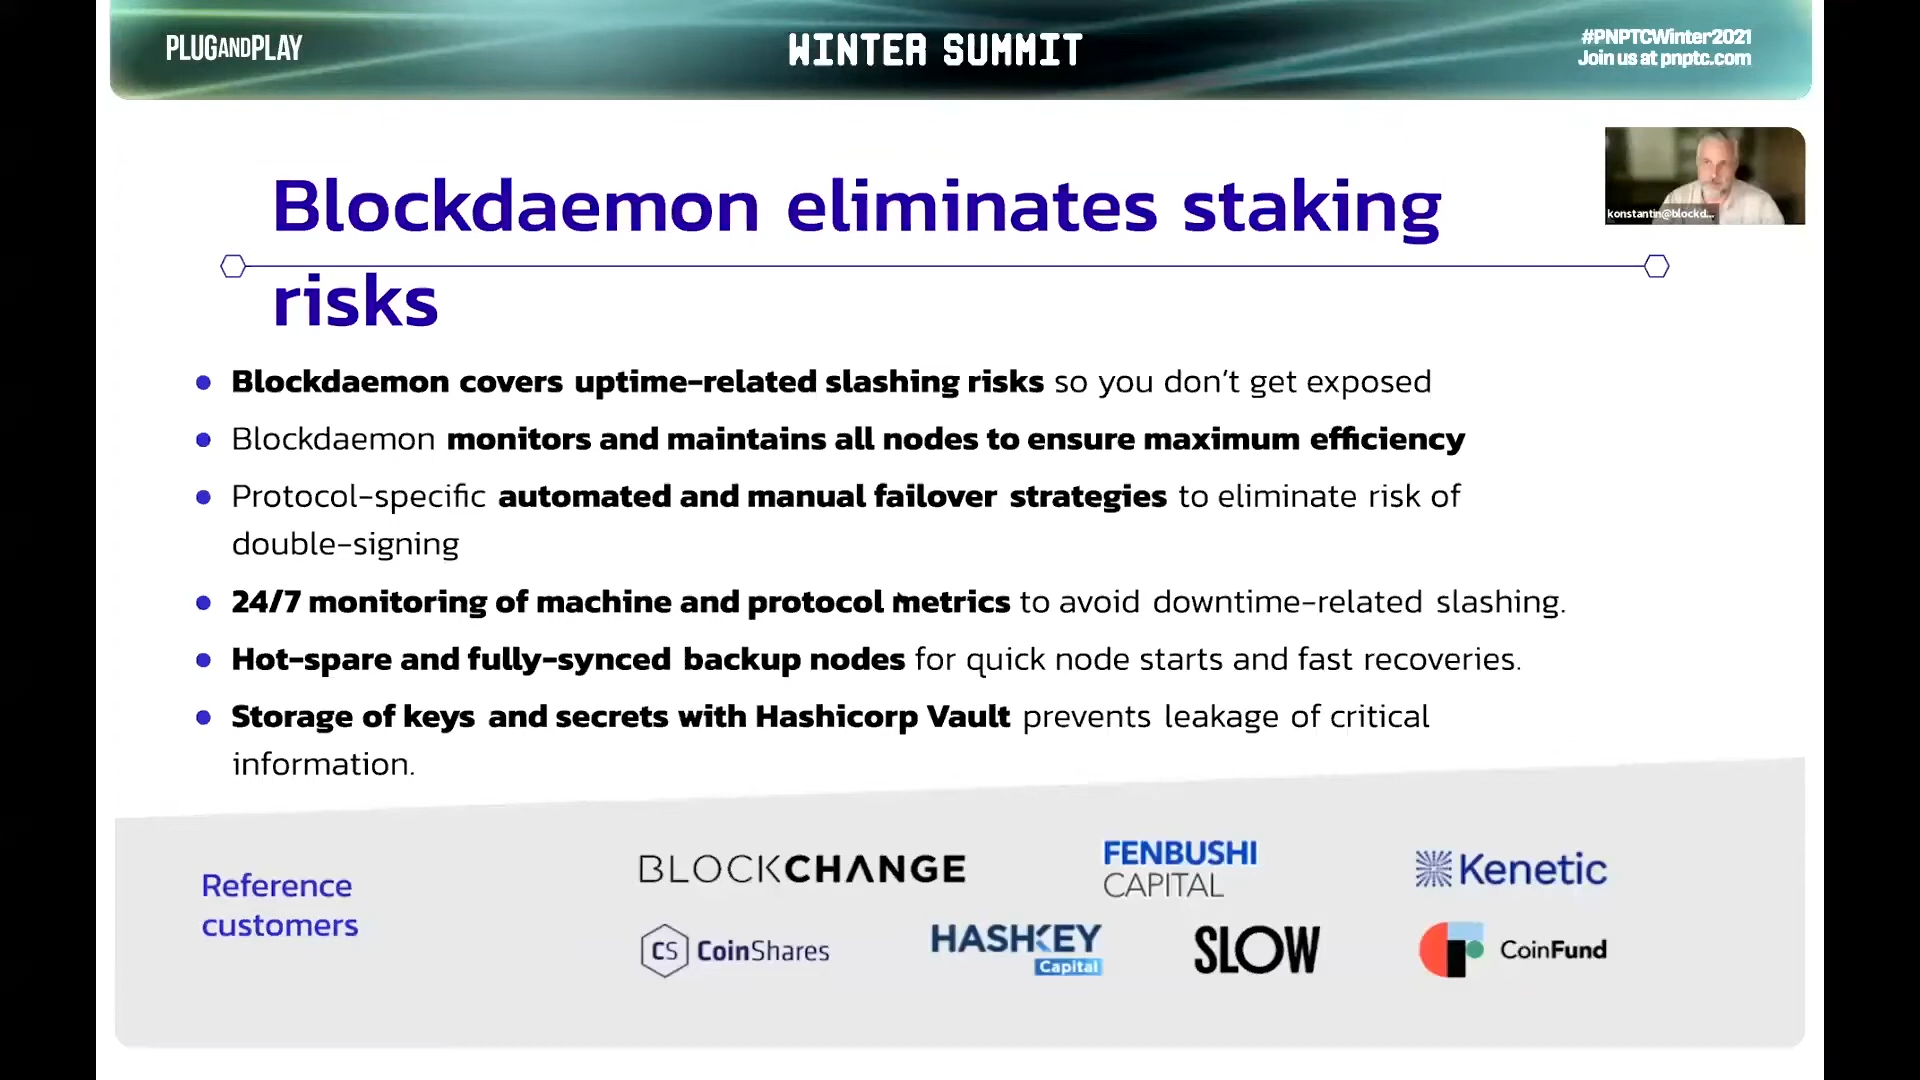 PLUGANDPLAY
WINTER SUMMIT
#PNPTCWinter2021
Join us at pnptc.com
konstantin@blockd...
Blockdaemon eliminates staking
risks
Blockdaemon covers uptime-related slashing risks so you don't get exposed
Blockdaemon monitors and maintains all nodes to ensure maximum efficiency
Protocol-specific automated and manual failover strategies to eliminate risk of
double-signing
24/7 monitoring of machine and protocol metrics to avoid downtime-related slashing.
Hot-spare and fully-synced backup nodes for quick node starts and fast recoveries.
Storage of keys and secrets with Hashicorp Vault prevents leakage of critical
information.
Reference
customers
BLOCKCHANGE
FENBUSHI
CAPITAL
Kenetic
CS CoinShares
HASHKEY
Capital
SLOW
CoinFund